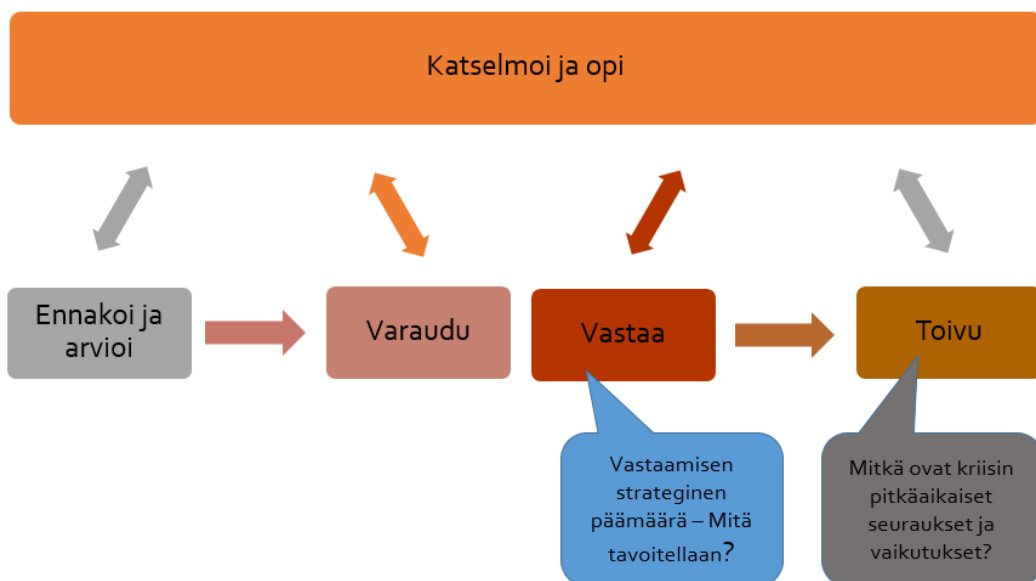 Katselmoi ja opi
Ennakoi ja
arvioi
Varaudu
Vastaa
Toivu
Vastaamisen
strateginen
päämäärä – Mitä
tavoitellaan?
Mitkä ovat kriisin
pitkäaikaiset
seuraukset ja
vaikutukset?